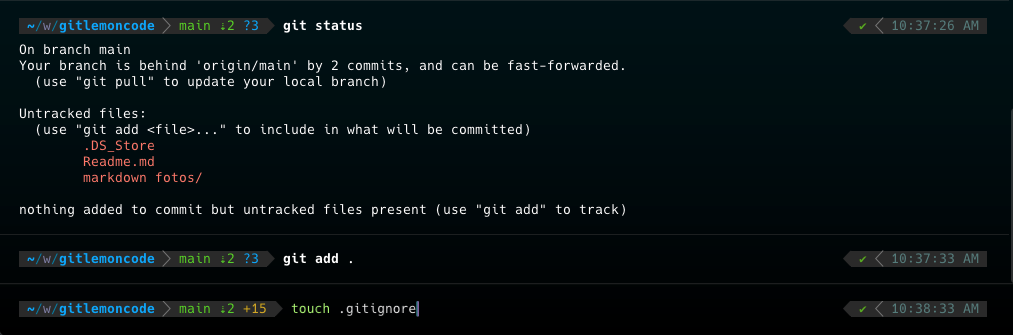 ~/w/gitlemoncode main ⇣2 ?3 git status ✔ 10:37:26 AM
On branch main
Your branch is behind 'origin/main' by 2 commits, and can be fast-forwarded.
(use "git pull" to update your local branch)
Untracked files:
(use "git add <file>..." to include in what will be committed)
.DS_Store
Readme.md
markdown fotos/
nothing added to commit but untracked files present (use "git add" to track)
~/w/gitlemoncode main ⇣2 ?3 git add . ✔ 10:37:33 AM
~/w/gitlemoncode main ⇣2 +15 touch .gitignore ✔ 10:38:33 AM